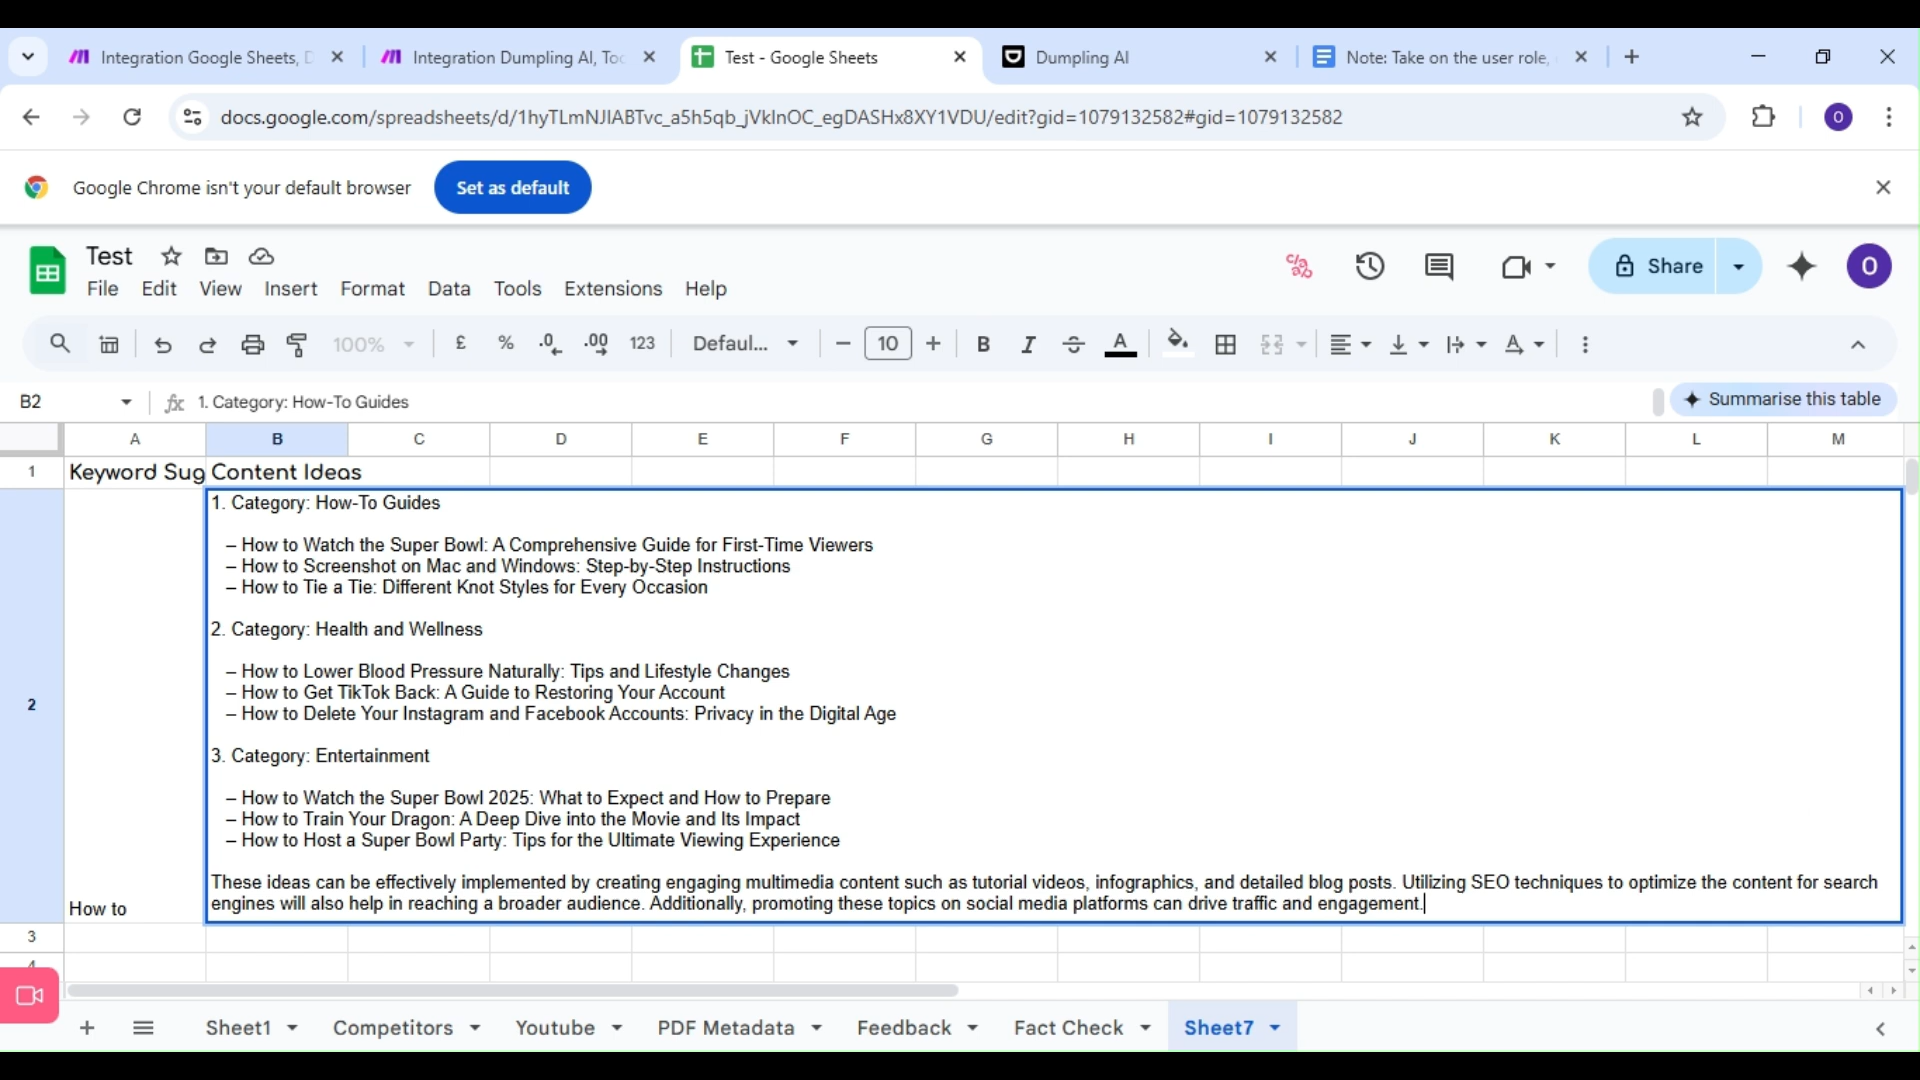 Integration Google Sheets, D
Integration Dumpling AI, Too
Test - Google Sheets
Dumpling AI
Note: Take on the user role,
docs.google.com/spreadsheets/d/1hyTLmNJIABTvc_a5h5qb_jVkInOC_egDASHx8XY1VDU/edit?gid=1079132582#gid=1079132582
O
Google Chrome isn't your default browser
Set as default
Test
File Edit View Insert Format Data Tools Extensions Help
Share
O
100% £ % .0 .00 123 Defaul... 10 B I A
B2
fx 1. Category: How-To Guides
Summarise this table
A B C D E F G H I J K L M
1 Keyword Sug Content Ideas
1. Category: How-To Guides
– How to Watch the Super Bowl: A Comprehensive Guide for First-Time Viewers
– How to Screenshot on Mac and Windows: Step-by-Step Instructions
– How to Tie a Tie: Different Knot Styles for Every Occasion
2. Category: Health and Wellness
– How to Lower Blood Pressure Naturally: Tips and Lifestyle Changes
– How to Get TikTok Back: A Guide to Restoring Your Account
2
– How to Delete Your Instagram and Facebook Accounts: Privacy in the Digital Age
3. Category: Entertainment
– How to Watch the Super Bowl 2025: What to Expect and How to Prepare
– How to Train Your Dragon: A Deep Dive into the Movie and Its Impact
– How to Host a Super Bowl Party: Tips for the Ultimate Viewing Experience
These ideas can be effectively implemented by creating engaging multimedia content such as tutorial videos, infographics, and detailed blog posts. Utilizing SEO techniques to optimize the content for search
engines will also help in reaching a broader audience. Additionally, promoting these topics on social media platforms can drive traffic and engagement.
How to
3
4
Sheet1 Competitors Youtube PDF Metadata Feedback Fact Check Sheet7